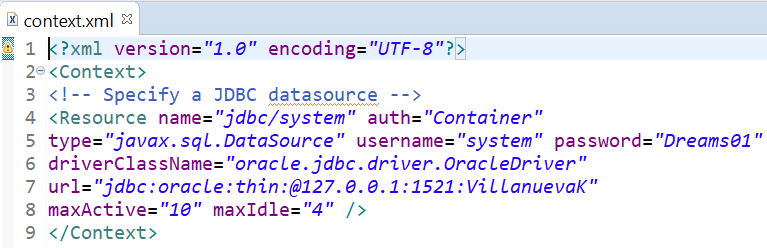 context.xml
1 <?xml version="1.0" encoding="UTF-8"?>
2 <Context>
3 <!-- Specify a JDBC datasource -->
4 <Resource name="jdbc/system" auth="Container"
5 type="javax.sql.DataSource" username="system" password="Dreams01"
6 driverClassName="oracle.jdbc.driver.OracleDriver"
7 url="jdbc:oracle:thin:@127.0.0.1:1521:VillanuevaK"
8 maxActive="10" maxIdle="4" />
9 </Context>